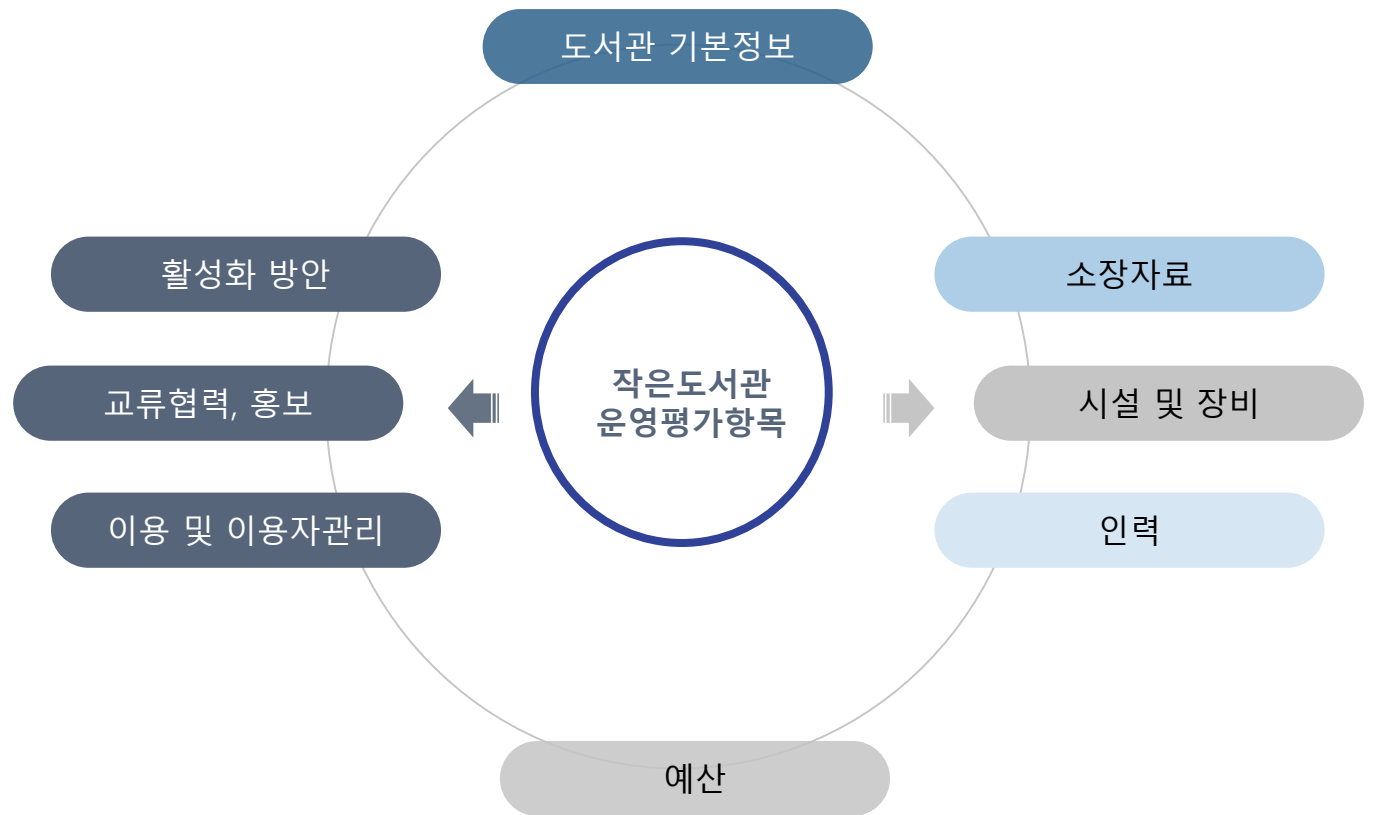 도서관 기본정보
활성화 방안
소장자료
작은도서관
운영평가항목
교류협력, 홍보
시설 및 장비
이용 및 이용자관리
인력
예산